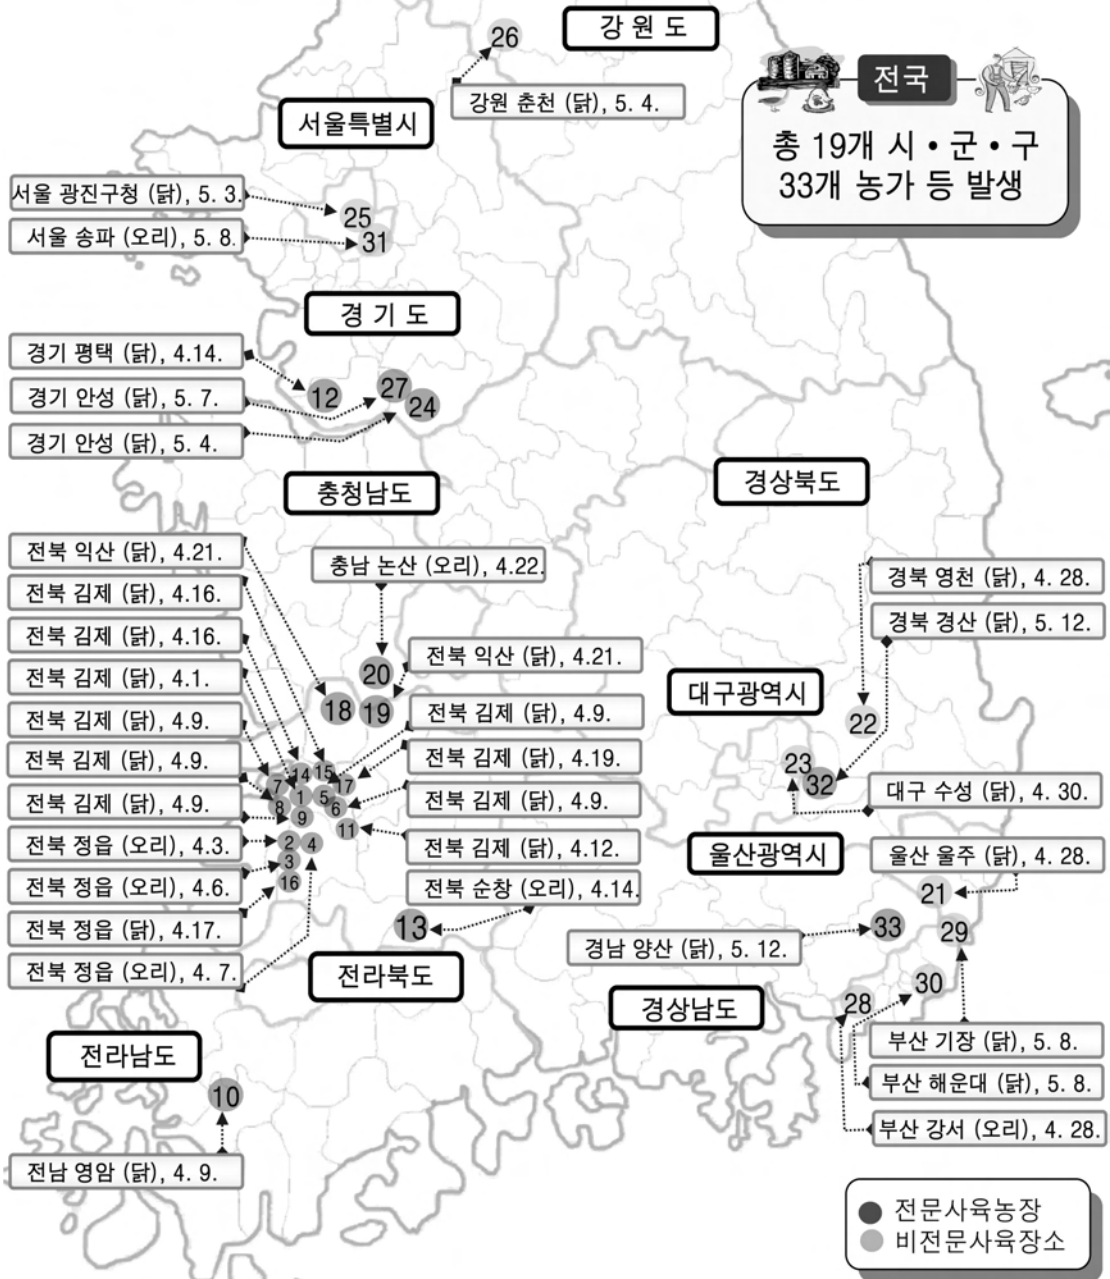 강 원 도
26
강원 춘천 (닭), 5. 4.
전국
총 19개 시 • 군 • 구
33개 농가 등 발생
서울특별시
서울 광진구청 (닭), 5. 3.
25
서울 송파 (오리), 5. 8.
31
경 기 도
경기 평택 (닭), 4.14.
12
27
24
경기 안성 (닭), 5. 7.
경기 안성 (닭), 5. 4.
충청남도
경상북도
전북 익산 (닭), 4.21.
전북 김제 (닭), 4.16.
전북 김제 (닭), 4.16.
전북 김제 (닭), 4.1.
전북 김제 (닭), 4.9.
전북 김제 (닭), 4.9.
전북 김제 (닭), 4.9.
전북 정읍 (오리), 4.3.
전북 정읍 (오리), 4.6.
전북 정읍 (닭), 4.17.
전북 정읍 (오리), 4. 7.
충남 논산 (오리), 4.22.
20
18
19
14
15
7
17
1
5
8
6
9
11
2
4
3
16
13
전북 익산 (닭), 4.21.
전북 김제 (닭), 4.9.
전북 김제 (닭), 4.19.
전북 김제 (닭), 4.9.
전북 김제 (닭), 4.12.
전북 순창 (오리), 4.14.
전라북도
경북 영천 (닭), 4. 28.
경북 경산 (닭), 5. 12.
대구광역시
22
23
32
대구 수성 (닭), 4. 30.
울산광역시
울산 울주 (닭), 4. 28.
21
33
29
경남 양산 (닭), 5. 12.
30
28
경상남도
부산 기장 (닭), 5. 8.
부산 해운대 (닭), 5. 8.
부산 강서 (오리), 4. 28.
전라남도
10
전남 영암 (닭), 4. 9.
전문사육농장
비전문사육장소